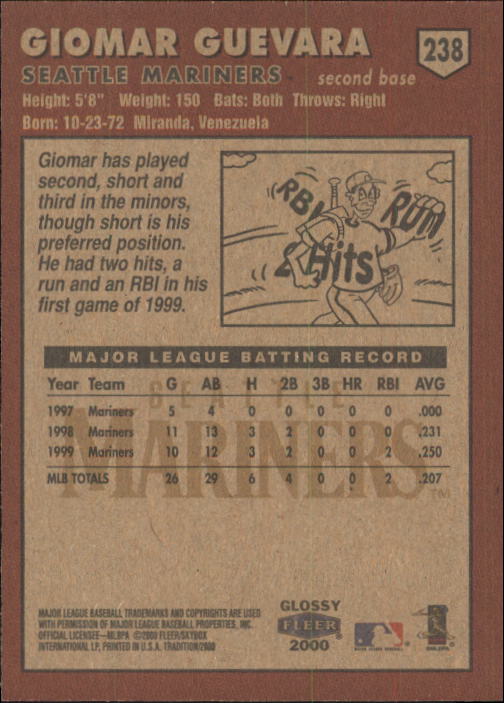 GIOMAR GUEVARA
238
SEATTLE MARINERS second base
Height: 5'8" Weight: 150 Bats: Both Throws: Right
Born: 10-23-72 Miranda, Venezuela
Giomar has played
second, short and
third in the minors,
though short is his
preferred position.
He had two hits, a
run and an RBI in his
first game of 1999.
RBI
RUN
2 Hits
MAJOR LEAGUE BATTING RECORD
Year Team G AB H 2B 3B HR RBI AVG
1997 Mariners 5 4 0 0 0 0 0 .000
1998 Mariners 11 13 3 2 0 0 0 .231
1999 Mariners 10 12 3 2 0 0 2 .250
MLB TOTALS 26 29 6 4 0 0 2 .207
SEATTLE
MARINERS
TM
MAJOR LEAGUE BASEBALL TRADEMARKS AND COPYRIGHTS ARE USED
WITH PERMISSION OF MAJOR LEAGUE BASEBALL PROPERTIES, INC.
OFFICIAL LICENSEE—MLBPA ©2000 FLEER/SKYBOX
INTERNATIONAL LP, PRINTED IN U.S.A. TRADITION/2000
GLOSSY
FLEER
2000